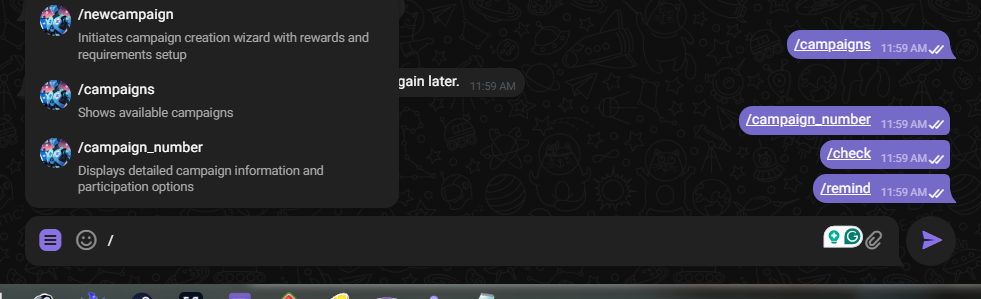 /newcampaign
Initiates campaign creation wizard with rewards and
requirements setup
/campaigns
Shows available campaigns
/campaign_number
Displays detailed campaign information and
participation options
/campaigns 11:59 AM
gain later. 11:59 AM
/campaign_number 11:59 AM
/check 11:59 AM
/remind 11:59 AM
/